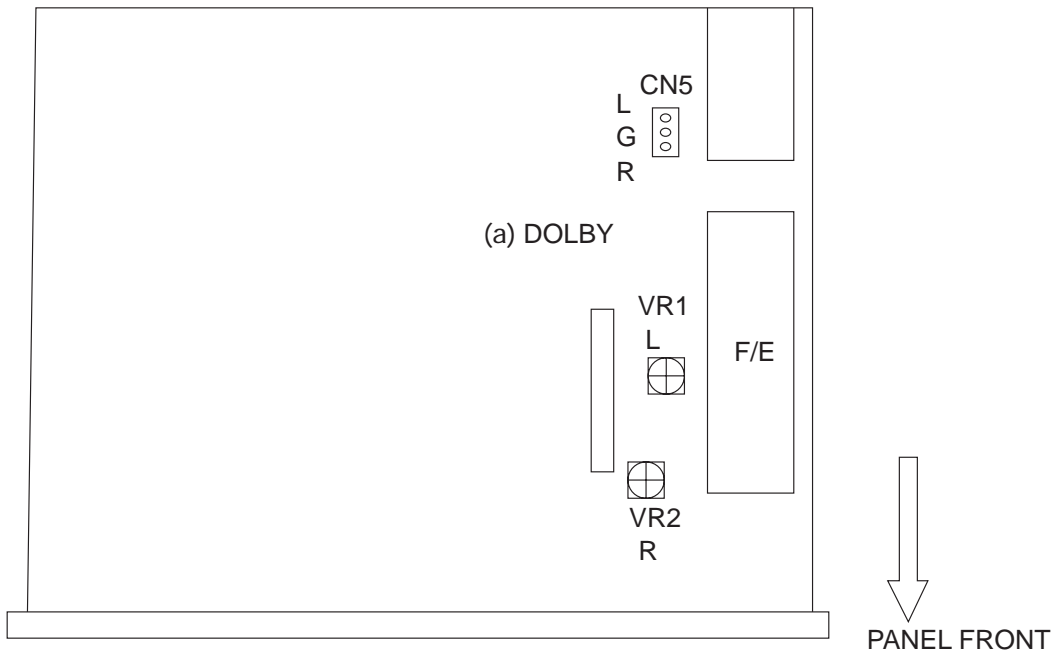 CN5
L
G
R
(a) DOLBY
VR1
L
F/E
VR2
R
PANEL FRONT